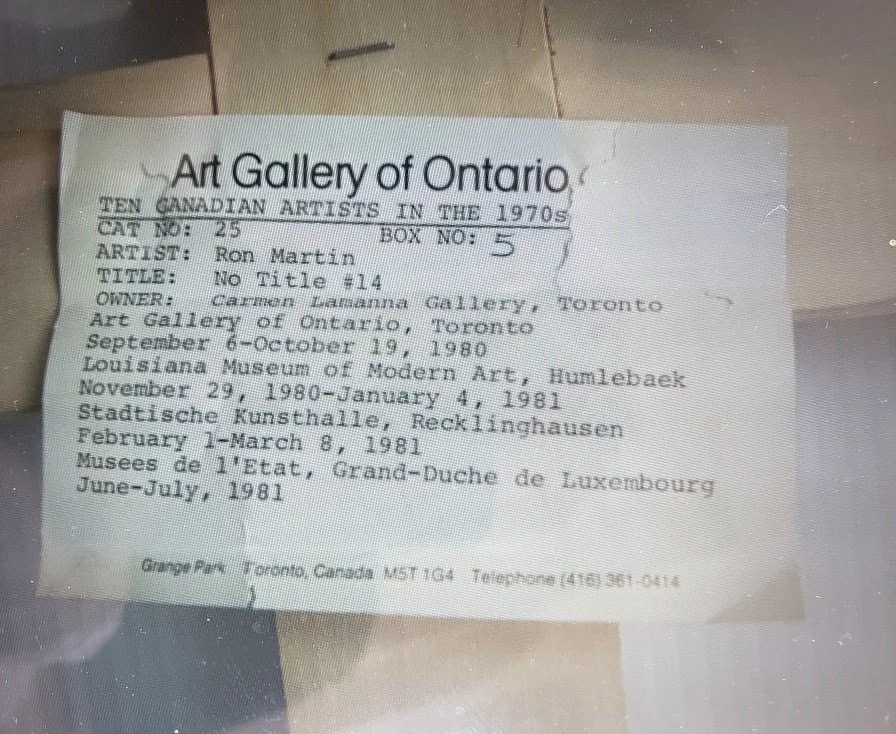 Art Gallery of Ontario
TEN CANADIAN ARTISTS IN THE 1970s
CAT NO: 25 BOX NO: 5
ARTIST: Ron Martin
TITLE: No Title #14
OWNER: Carmen Lamanna Gallery, Toronto
Art Gallery of Ontario, Toronto
September 6-October 19, 1980
Louisiana Museum of Modern Art, Humlebaek
November 29, 1980-January 4, 1981
Stadtische Kunsthalle, Recklinghausen
February 1-March 8, 1981
Musees de l'Etat, Grand-Duche de Luxembourg
June-July, 1981
Grange Park Toronto, Canada M5T 1G4 Telephone (416) 361-0414